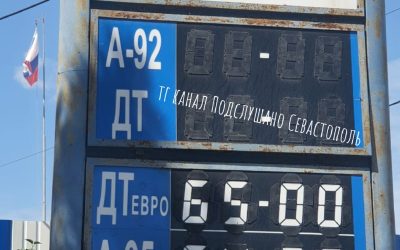 А-92
тг канал Подслушано Севастополь
ДТ
ДТЕВРО 65-00